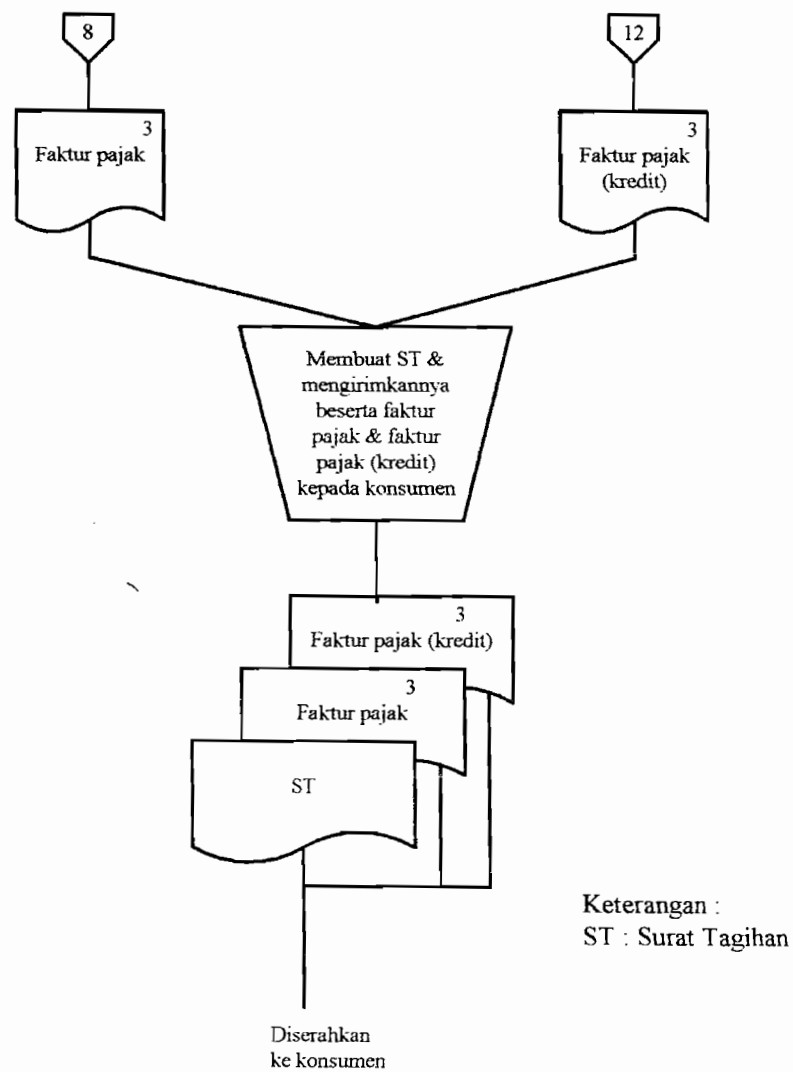 8
12
3
Faktur pajak
3
Faktur pajak
(kredit)
Membuat ST &
mengirimkannya
beserta faktur
pajak & faktur
pajak (kredit)
kepada konsumen
3
Faktur pajak (kredit)
3
Faktur pajak
ST
Keterangan :
ST : Surat Tagihan
Diserahkan
ke konsumen